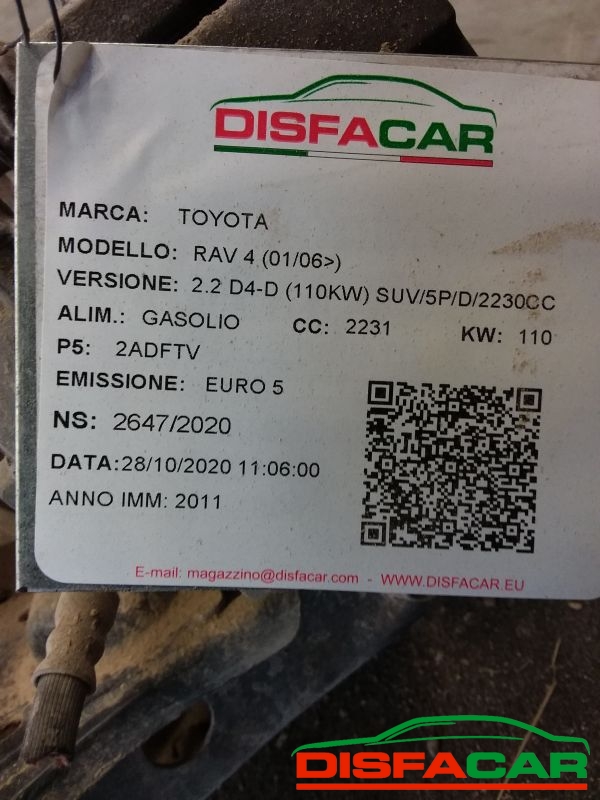 DISFACAR
MARCA: TOYOTA
MODELLO: RAV 4 (01/06>)
VERSIONE: 2.2 D4-D (110KW) SUV/5P/D/2230CC
ALIM.: GASOLIO CC: 2231 KW: 110
P5: 2ADFTV
EMISSIONE: EURO 5
NS: 2647/2020
DATA:28/10/2020 11:06:00
ANNO IMM: 2011
E-mail: magazzino@disfacar.com - WWW.DISFACAR.EU
DISFACAR